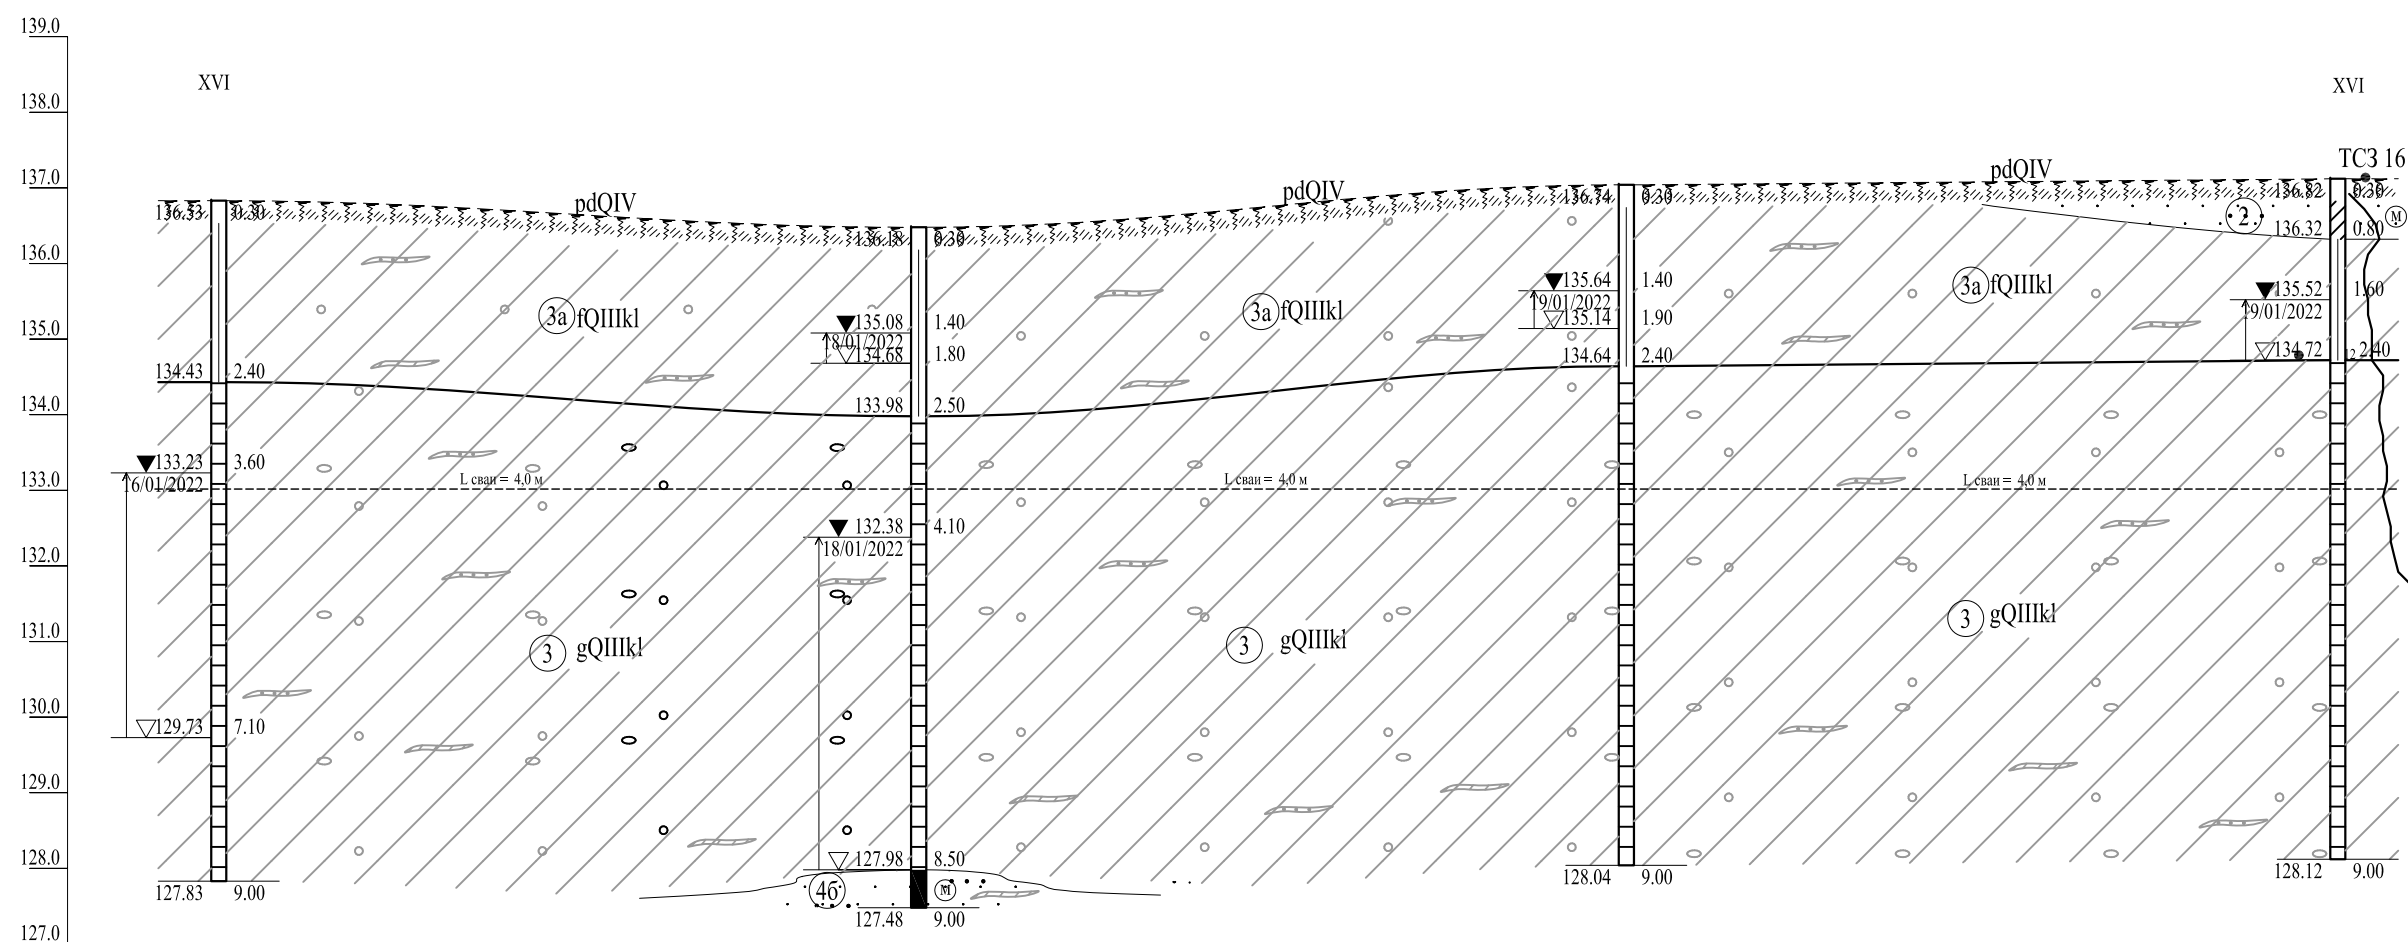 139.0
XVI
XVI
138.0
ТСЗ 16
137.0
pdQIV
pdQIV
pdQIV
136.53 0.30
136.18 0.30
136.74 0.30
136.82 0.30
2
М
136.32 0.80
136.0
3а fQIIIkl
3а fQIIIkl
3а fQIIIkl
135.64 1.40
19/01/2022
135.14 1.90
135.52 1.60
29/01/2022
134.72 2.40
135.0
135.08 1.40
18/01/2022
134.68 1.80
134.43 2.40
133.98 2.50
134.64 2.40
134.0
133.23 3.60
16/01/2022
133.0
L сваи = 4,0 м
L сваи = 4,0 м
L сваи = 4,0 м
132.38 4.10
18/01/2022
132.0
131.0
3 gQIIIkl
3 gQIIIkl
3 gQIIIkl
130.0
129.73 7.10
129.0
128.0
127.98 8.50
127.83 9.00
4б
М
127.48 9.00
128.04 9.00
128.12 9.00
127.0